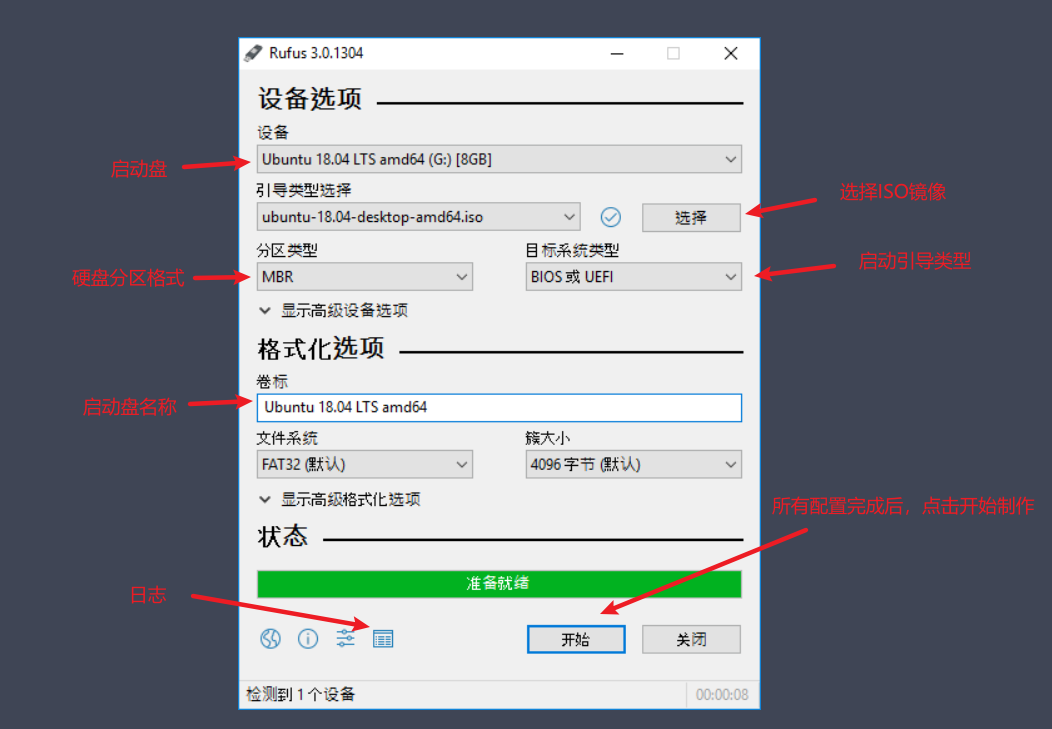 Rufus 3.0.1304
设备选项
设备
启动盘
Ubuntu 18.04 LTS amd64 (G:) [8GB]
引导类型选择
选择ISO镜像
ubuntu-18.04-desktop-amd64.iso
选择
分区类型
目标系统类型
启动引导类型
硬盘分区格式
MBR
BIOS 或 UEFI
显示高级设备选项
格式化选项
卷标
启动盘名称
Ubuntu 18.04 LTS amd64
文件系统
簇大小
FAT32 (默认)
4096 字节 (默认)
显示高级格式化选项
所有配置完成后，点击开始制作
状态
准备就绪
日志
开始
关闭
检测到 1 个设备
00:00:08